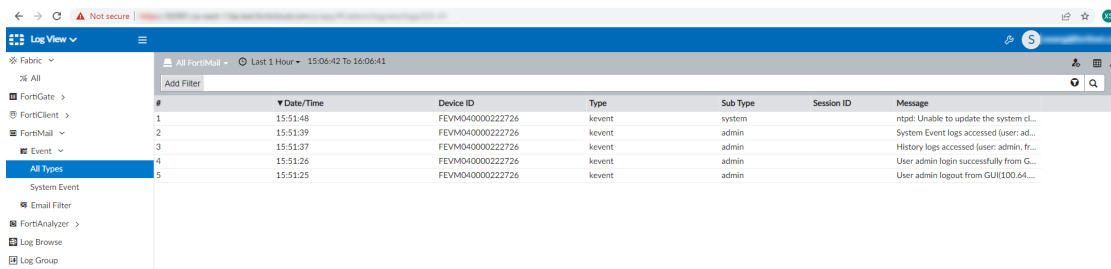 Not secure
Log View
S
Fabric
All FortiMail Last 1 Hour 15:06:42 To 16:06:41
All
Add Filter
FortiGate
# Date/Time Device ID Type Sub Type Session ID Message
FortiClient
1 15:51:48 FEVM040000222726 kevent system ntpd: Unable to update the system cl...
FortiMail
2 15:51:39 FEVM040000222726 kevent admin System Event logs accessed (user: ad...
3 15:51:37 FEVM040000222726 kevent admin History logs accessed (user: admin, fr...
Event
4 15:51:26 FEVM040000222726 kevent admin User admin login successfully from G...
All Types
5 15:51:25 FEVM040000222726 kevent admin User admin logout from GUI(100.64....
System Event
Email Filter
FortiAnalyzer
Log Browse
Log Group